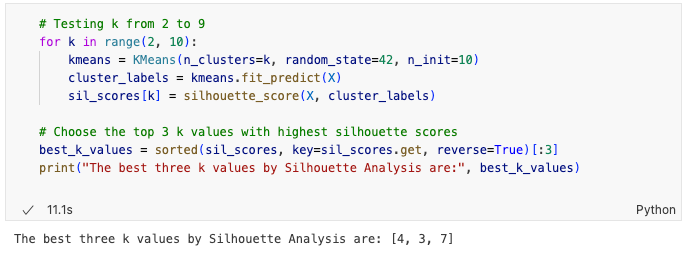 # Testing k from 2 to 9
for k in range(2, 10):
    kmeans = KMeans(n_clusters=k, random_state=42, n_init=10)
    cluster_labels = kmeans.fit_predict(X)
    sil_scores[k] = silhouette_score(X, cluster_labels)

# Choose the top 3 k values with highest silhouette scores
best_k_values = sorted(sil_scores, key=sil_scores.get, reverse=True)[:3]
print("The best three k values by Silhouette Analysis are:", best_k_values)
✓ 11.1s Python
The best three k values by Silhouette Analysis are: [4, 3, 7]